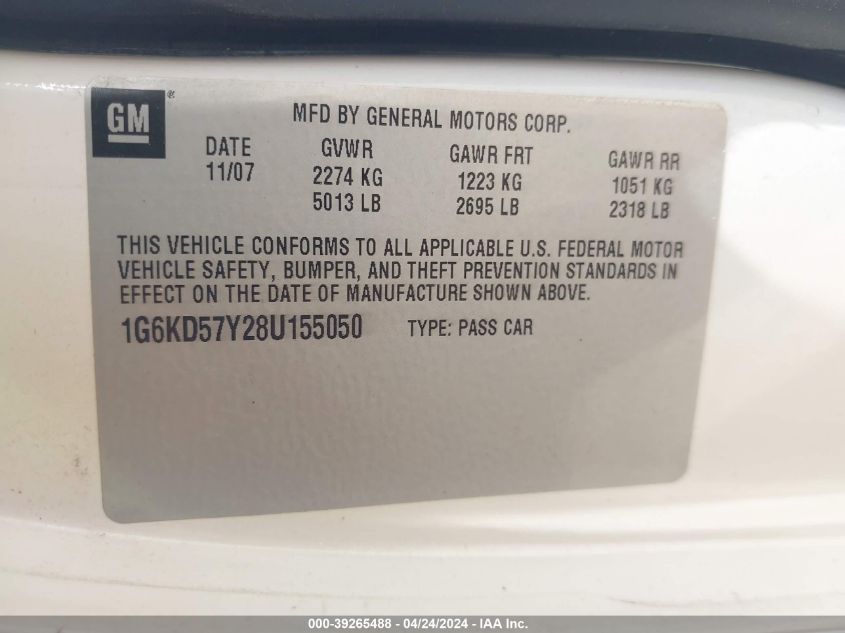 GM ®
MFD BY GENERAL MOTORS CORP.
DATE GVWR GAWR FRT GAWR RR
11/07 2274 KG 1223 KG 1051 KG
5013 LB 2695 LB 2318 LB
THIS VEHICLE CONFORMS TO ALL APPLICABLE U.S. FEDERAL MOTOR
VEHICLE SAFETY, BUMPER, AND THEFT PREVENTION STANDARDS IN
EFFECT ON THE DATE OF MANUFACTURE SHOWN ABOVE.
1G6KD57Y28U155050 TYPE: PASS CAR
000-39265488 - 04/24/2024 - IAA Inc.